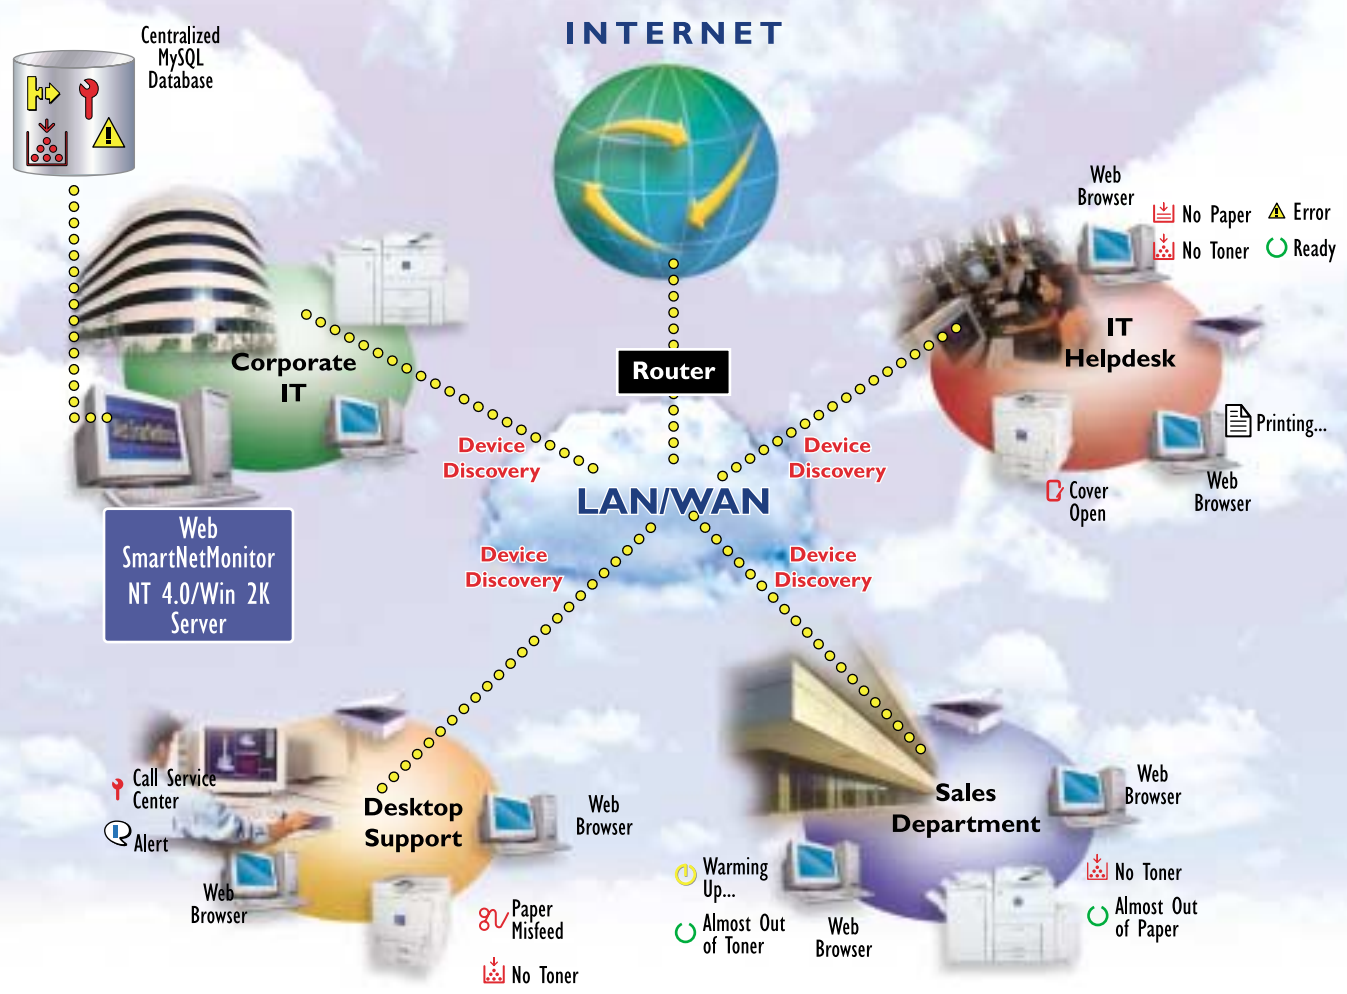 INTERNET
Centralized
MySQL
Database
Web
Browser
No Paper
Error
No Toner
Ready
Corporate
IT
Router
IT
Helpdesk
Printing...
Device
Discovery
Device
Discovery
LAN/WAN
Cover
Open
Web
Browser
Web
SmartNetMonitor
NT 4.0/Win 2K
Server
Device
Discovery
Device
Discovery
Call Service
Center
Alert
Desktop
Support
Web
Browser
Web
Browser
Paper
Misfeed
No Toner
Sales
Department
Web
Browser
Warming
Up...
Almost Out
of Toner
Web
Browser
No Toner
Almost Out
of Paper